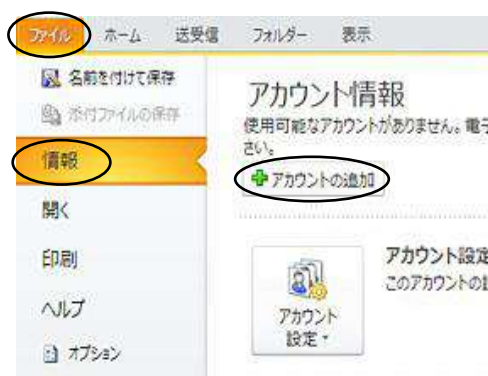 ファイル ホーム 送受信 フォルダー 表示
名前を付けて保存
添付ファイルの保存
情報
開く
印刷
ヘルプ
オプション
アカウント情報
使用可能なアカウントがありません。電子
さい。
アカウントの追加
アカウント
設定
アカウント設定
このアカウントの